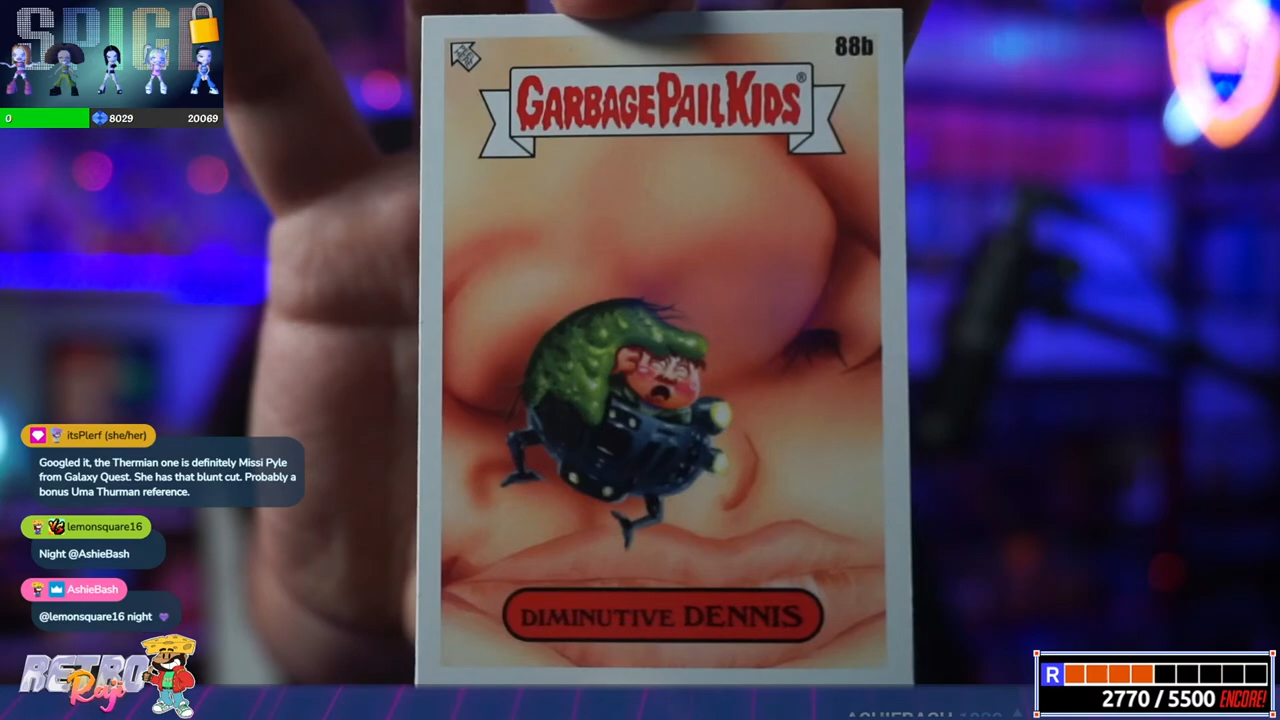 SPICE
0
8029
20069
88b
GARBAGE PAIL KIDS®
DIMINUTIVE DENNIS
itsPlerf (she/her)
Googled it, the Thermian one is definitely Missi Pyle
from Galaxy Quest. She has that blunt cut. Probably a
bonus Uma Thurman reference.
lemonsquare16
Night @AshieBash
AshieBash
@lemonsquare16 night
RETRO
Raji
R
2770 / 5500 ENCORE!